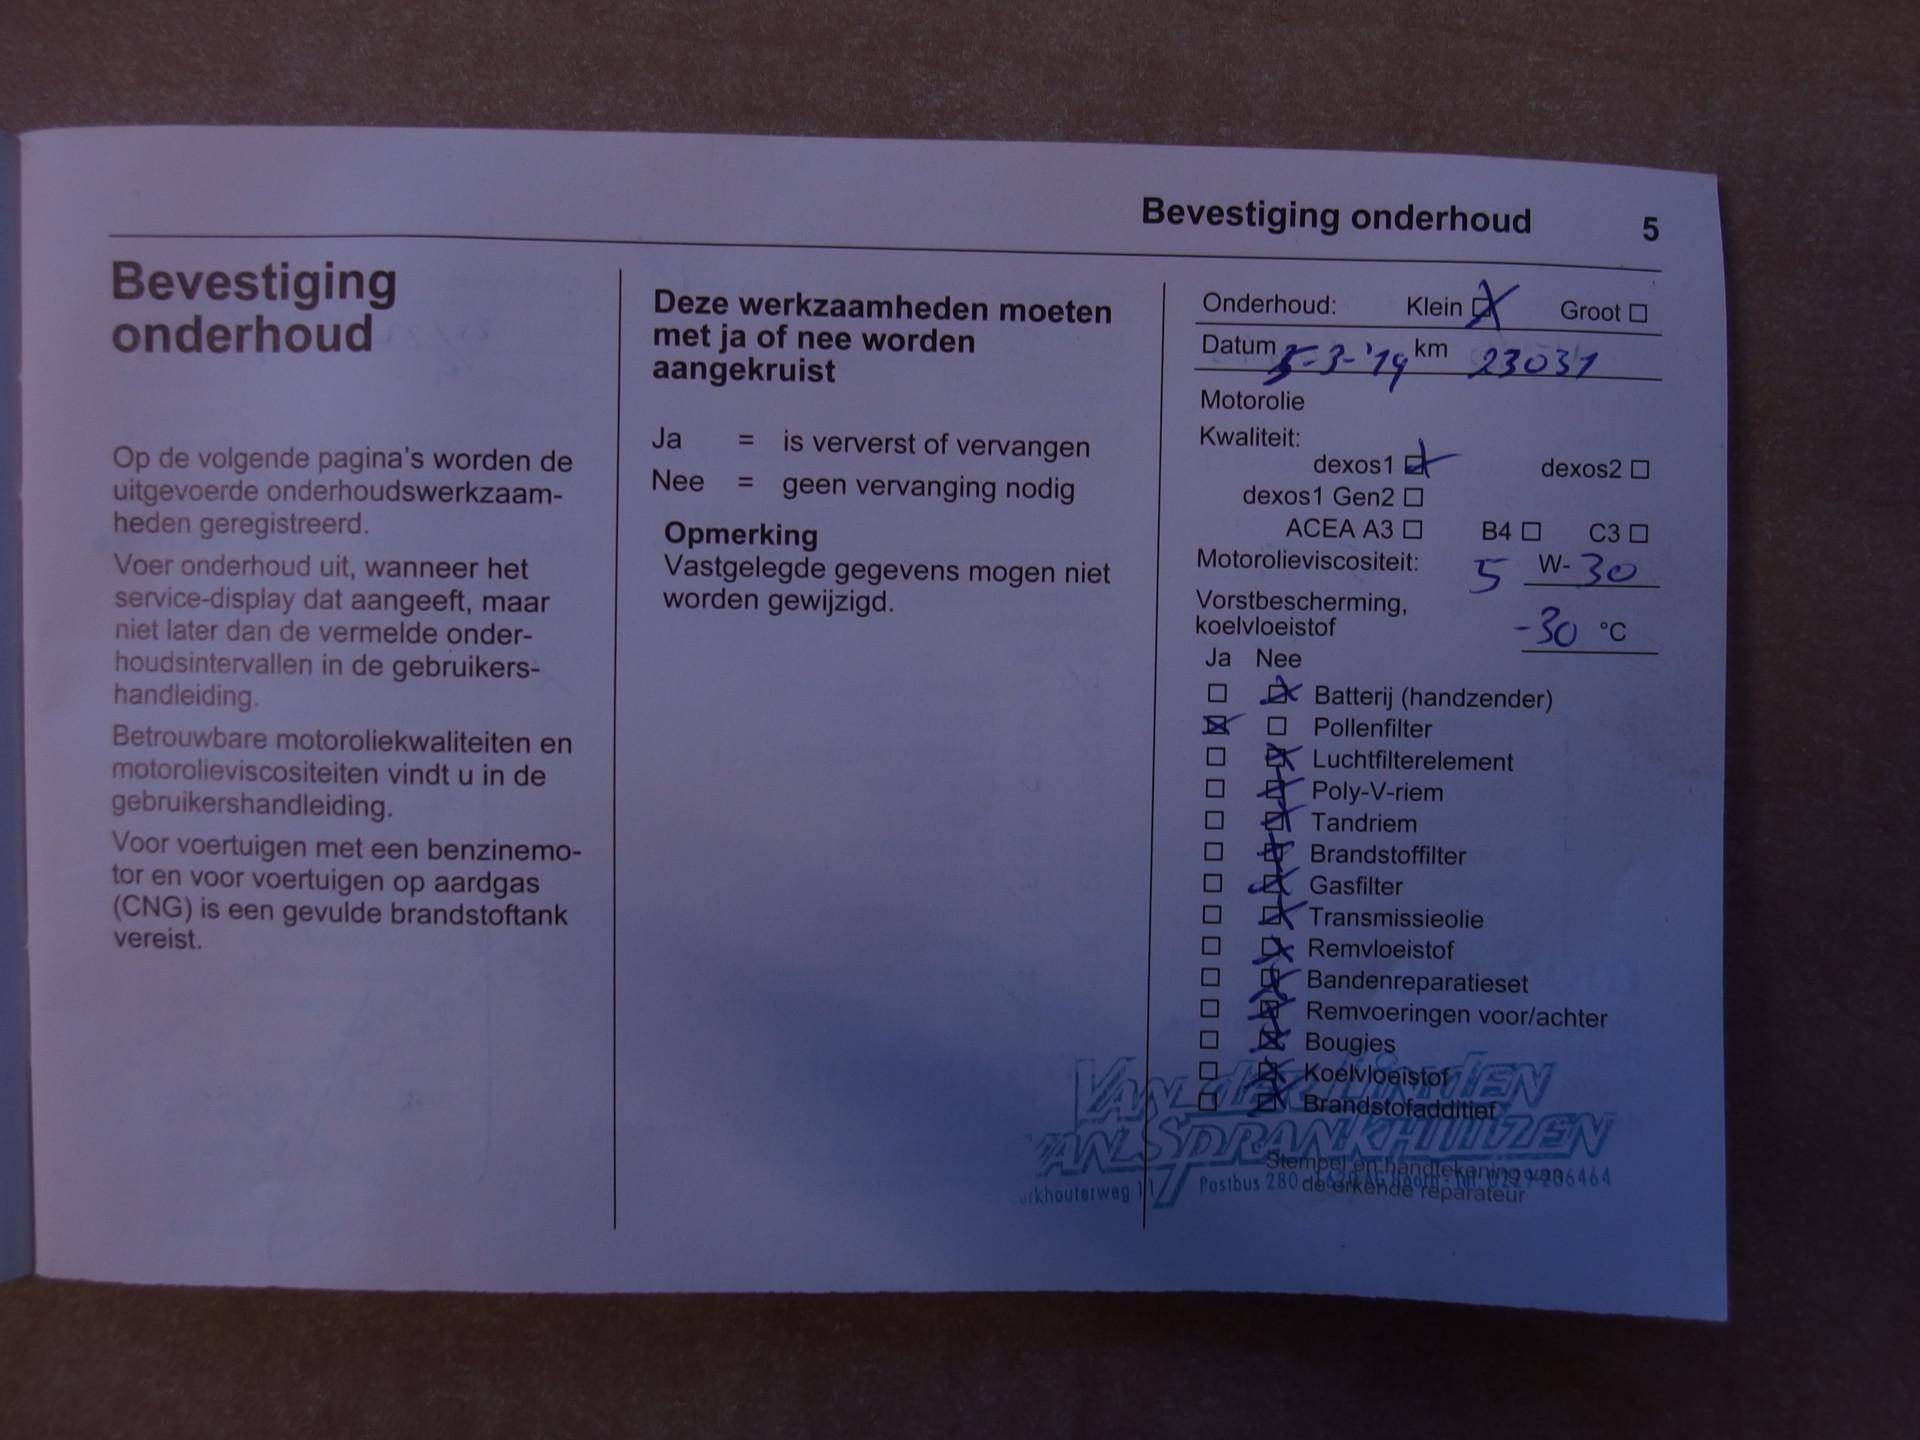 Bevestiging onderhoud 5
Bevestiging
onderhoud
Op de volgende pagina's worden de
uitgevoerde onderhoudswerkzaam-
heden geregistreerd.
Voer onderhoud uit, wanneer het
service-display dat aangeeft, maar
niet later dan de vermelde onder-
houdsintervallen in de gebruikers-
handleiding.
Betrouwbare motoroliekwaliteiten en
motorolieviscositeiten vindt u in de
gebruikershandleiding.
Voor voertuigen met een benzinemo-
tor en voor voertuigen op aardgas
(CNG) is een gevulde brandstoftank
vereist.
Deze werkzaamheden moeten
met ja of nee worden
aangekruist
Ja = is ververst of vervangen
Nee = geen vervanging nodig
Opmerking
Vastgelegde gegevens mogen niet
worden gewijzigd.
Onderhoud: Klein ☒ Groot ☐
Datum 5-3-'19 km 23031
Motorolie
Kwaliteit:
dexos1 ☒ dexos2 ☐
dexos1 Gen2 ☐
ACEA A3 ☐ B4 ☐ C3 ☐
Motorolieviscositeit: 5 W-30
Vorstbescherming,
koelvloeistof -30 °C
Ja Nee
☐ ☒ Batterij (handzender)
☒ ☐ Pollenfilter
☐ ☒ Luchtfilterelement
☐ ☒ Poly-V-riem
☐ ☒ Tandriem
☐ ☒ Brandstoffilter
☐ ☒ Gasfilter
☐ ☒ Transmissieolie
☐ ☒ Remvloeistof
☐ ☒ Bandenreparatieset
☐ ☒ Remvoeringen voor/achter
☐ ☒ Bougies
☐ ☒ Koelvloeistof
☐ ☒ Brandstofadditief
VAN der LINDEN
VAN SPRANKHUIZEN
Stempel en handtekening van
de erkende reparateur
Postbus 280